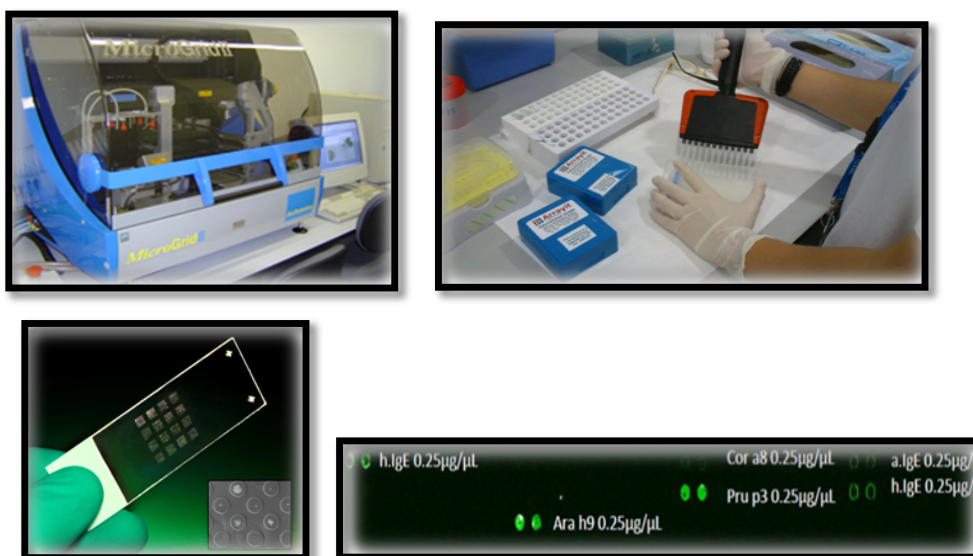 MicroGridII
MicroGrid
Arrayit
Arrayit
h.IgE 0.25µg/µL
Cor a8 0.25µg/µL
a.IgE 0.25µg/
Pru p3 0.25µg/µL
h.IgE 0.25µg/
Ara h9 0.25µg/µL